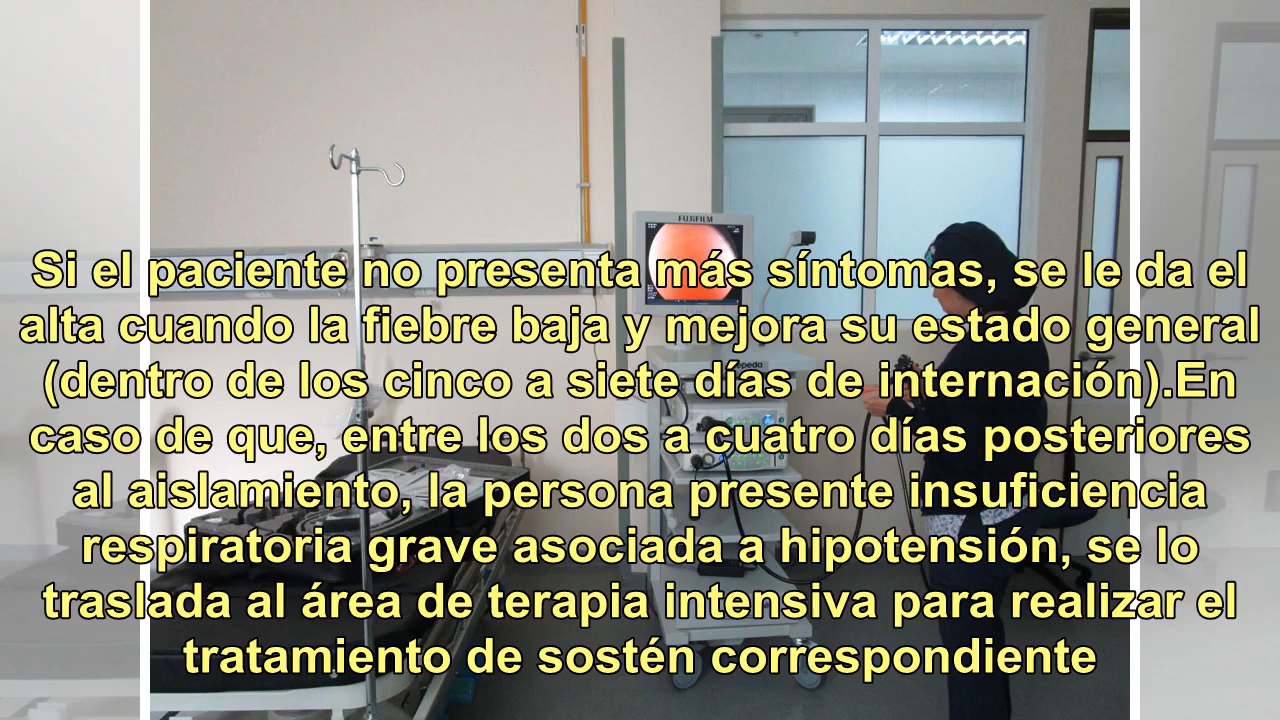 FUJIFILM
Si el paciente no presenta más síntomas, se le da el
alta cuando la fiebre baja y mejora su estado general
(dentro de los cinco a siete días de internación).En
caso de que, entre los dos a cuatro días posteriores
al aislamiento, la persona presente insuficiencia
respiratoria grave asociada a hipotensión, se lo
traslada al área de terapia intensiva para realizar el
tratamiento de sostén correspondiente